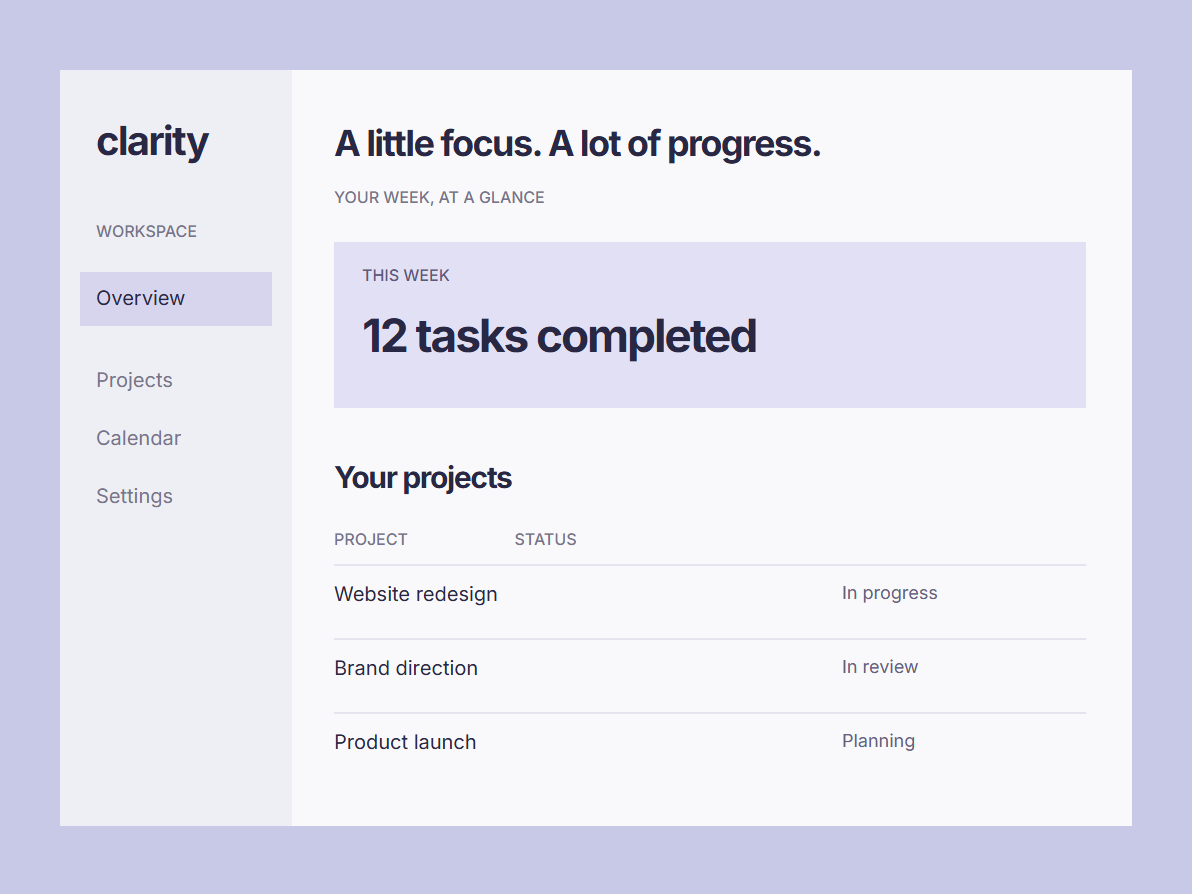 clarity
WORKSPACE
Overview
Projects
Calendar
Settings
A little focus. A lot of progress.
YOUR WEEK, AT A GLANCE
THIS WEEK
12 tasks completed
Your projects
PROJECT STATUS
Website redesign In progress
Brand direction In review
Product launch Planning